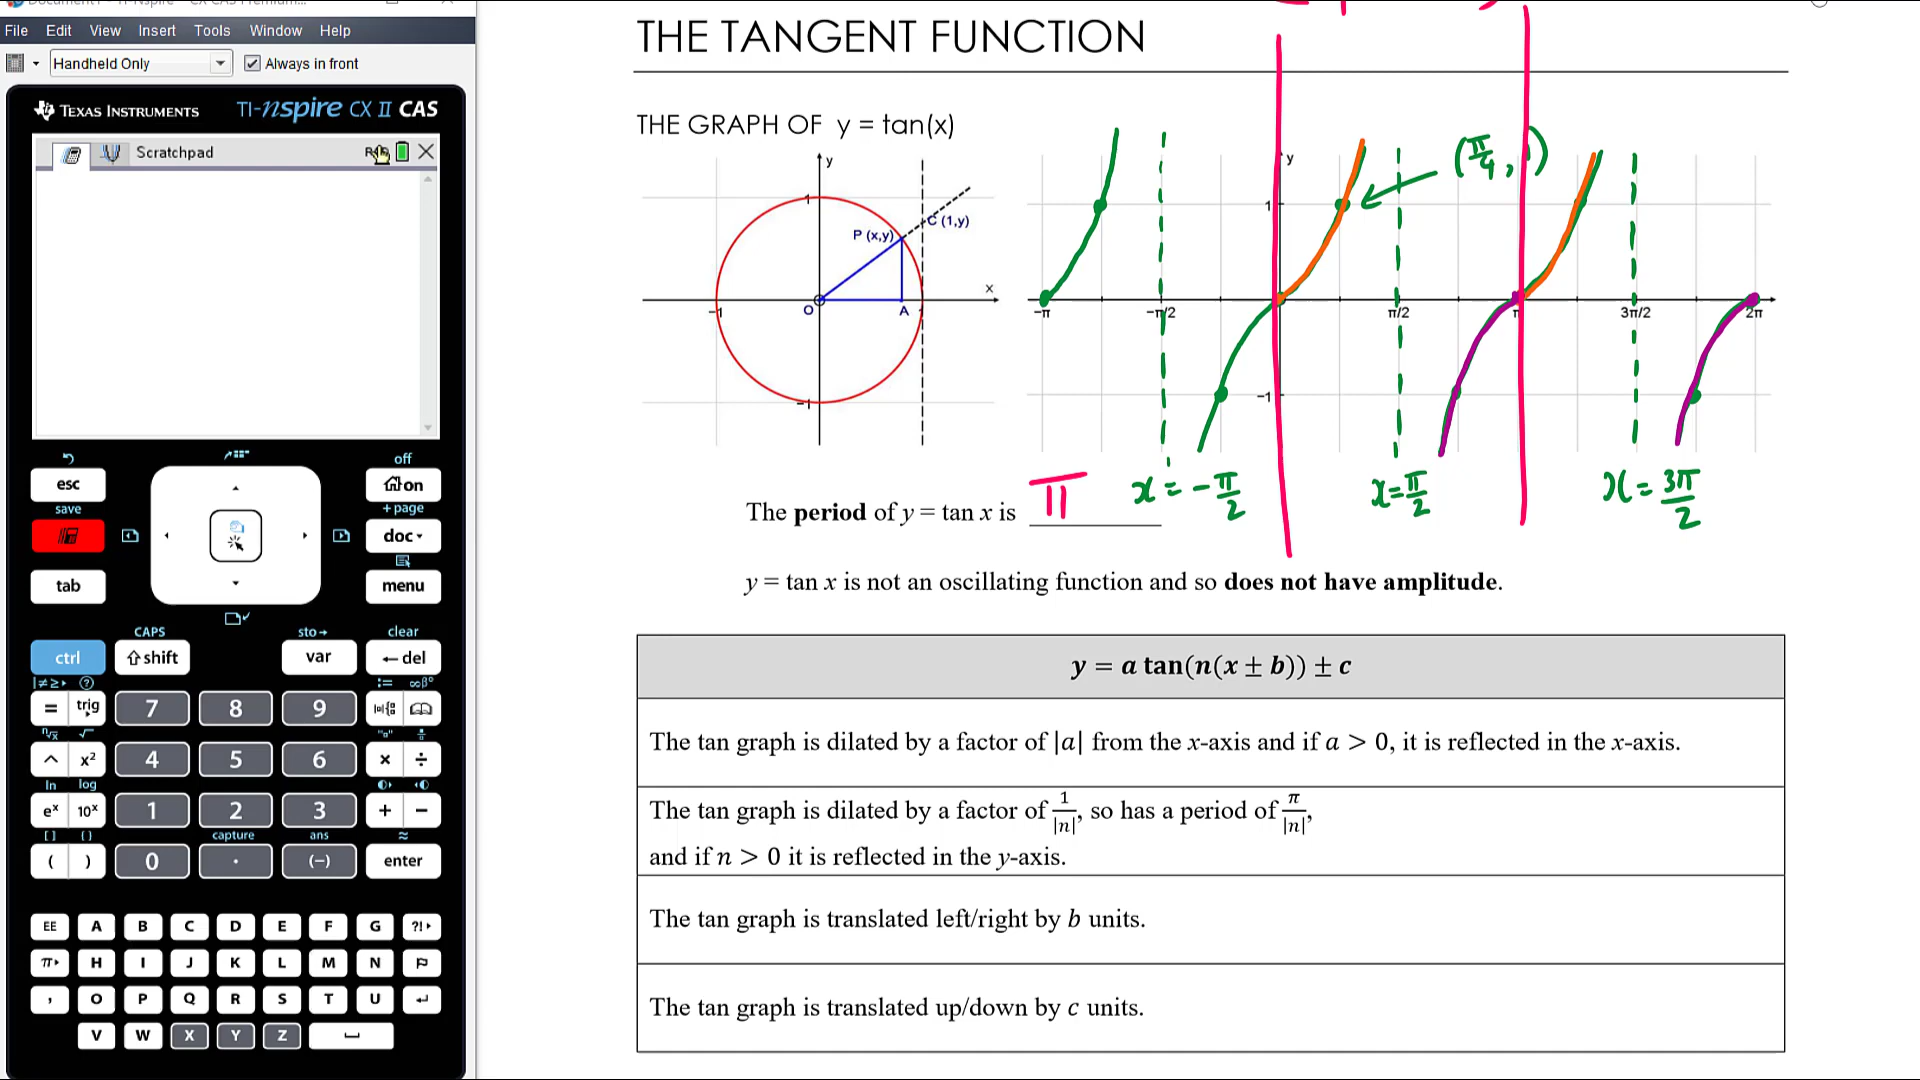 File Edit View Insert Tools Window Help
Handheld Only
Always in front
TEXAS INSTRUMENTS TI-nspire CX II CAS
Scratchpad
off
esc
on
save
+ page
doc
tab
menu
CAPS
sto→
clear
ctrl
shift
var
←del
|≠≥▸ ? := ∞β°
= trig 7 8 9
ⁿ√x √ "a"
^ x² 4 5 6 × ÷
ln log
eˣ 10ˣ 1 2 3 + −
[ ] { } capture ans ≈
( ) 0 . (−) enter
EE A B C D E F G ?!▸
π▸ H I J K L M N
, O P Q R S T U ↵
V W X Y Z
THE TANGENT FUNCTION
THE GRAPH OF y = tan(x)
y
1
P (x,y)
C (1,y)
x
−1
O
A
−1
y
(π/4, 1)
1
−π −π/2 π/2 π 3π/2 2π
−1
x = −π/2
x = π/2
x = 3π/2
The period of y = tan x is π
y = tan x is not an oscillating function and so does not have amplitude.
y = a tan(n(x ± b)) ± c
The tan graph is dilated by a factor of |a| from the x-axis and if a > 0, it is reflected in the x-axis.
The tan graph is dilated by a factor of 1/|n|, so has a period of π/|n|,
and if n > 0 it is reflected in the y-axis.
The tan graph is translated left/right by b units.
The tan graph is translated up/down by c units.